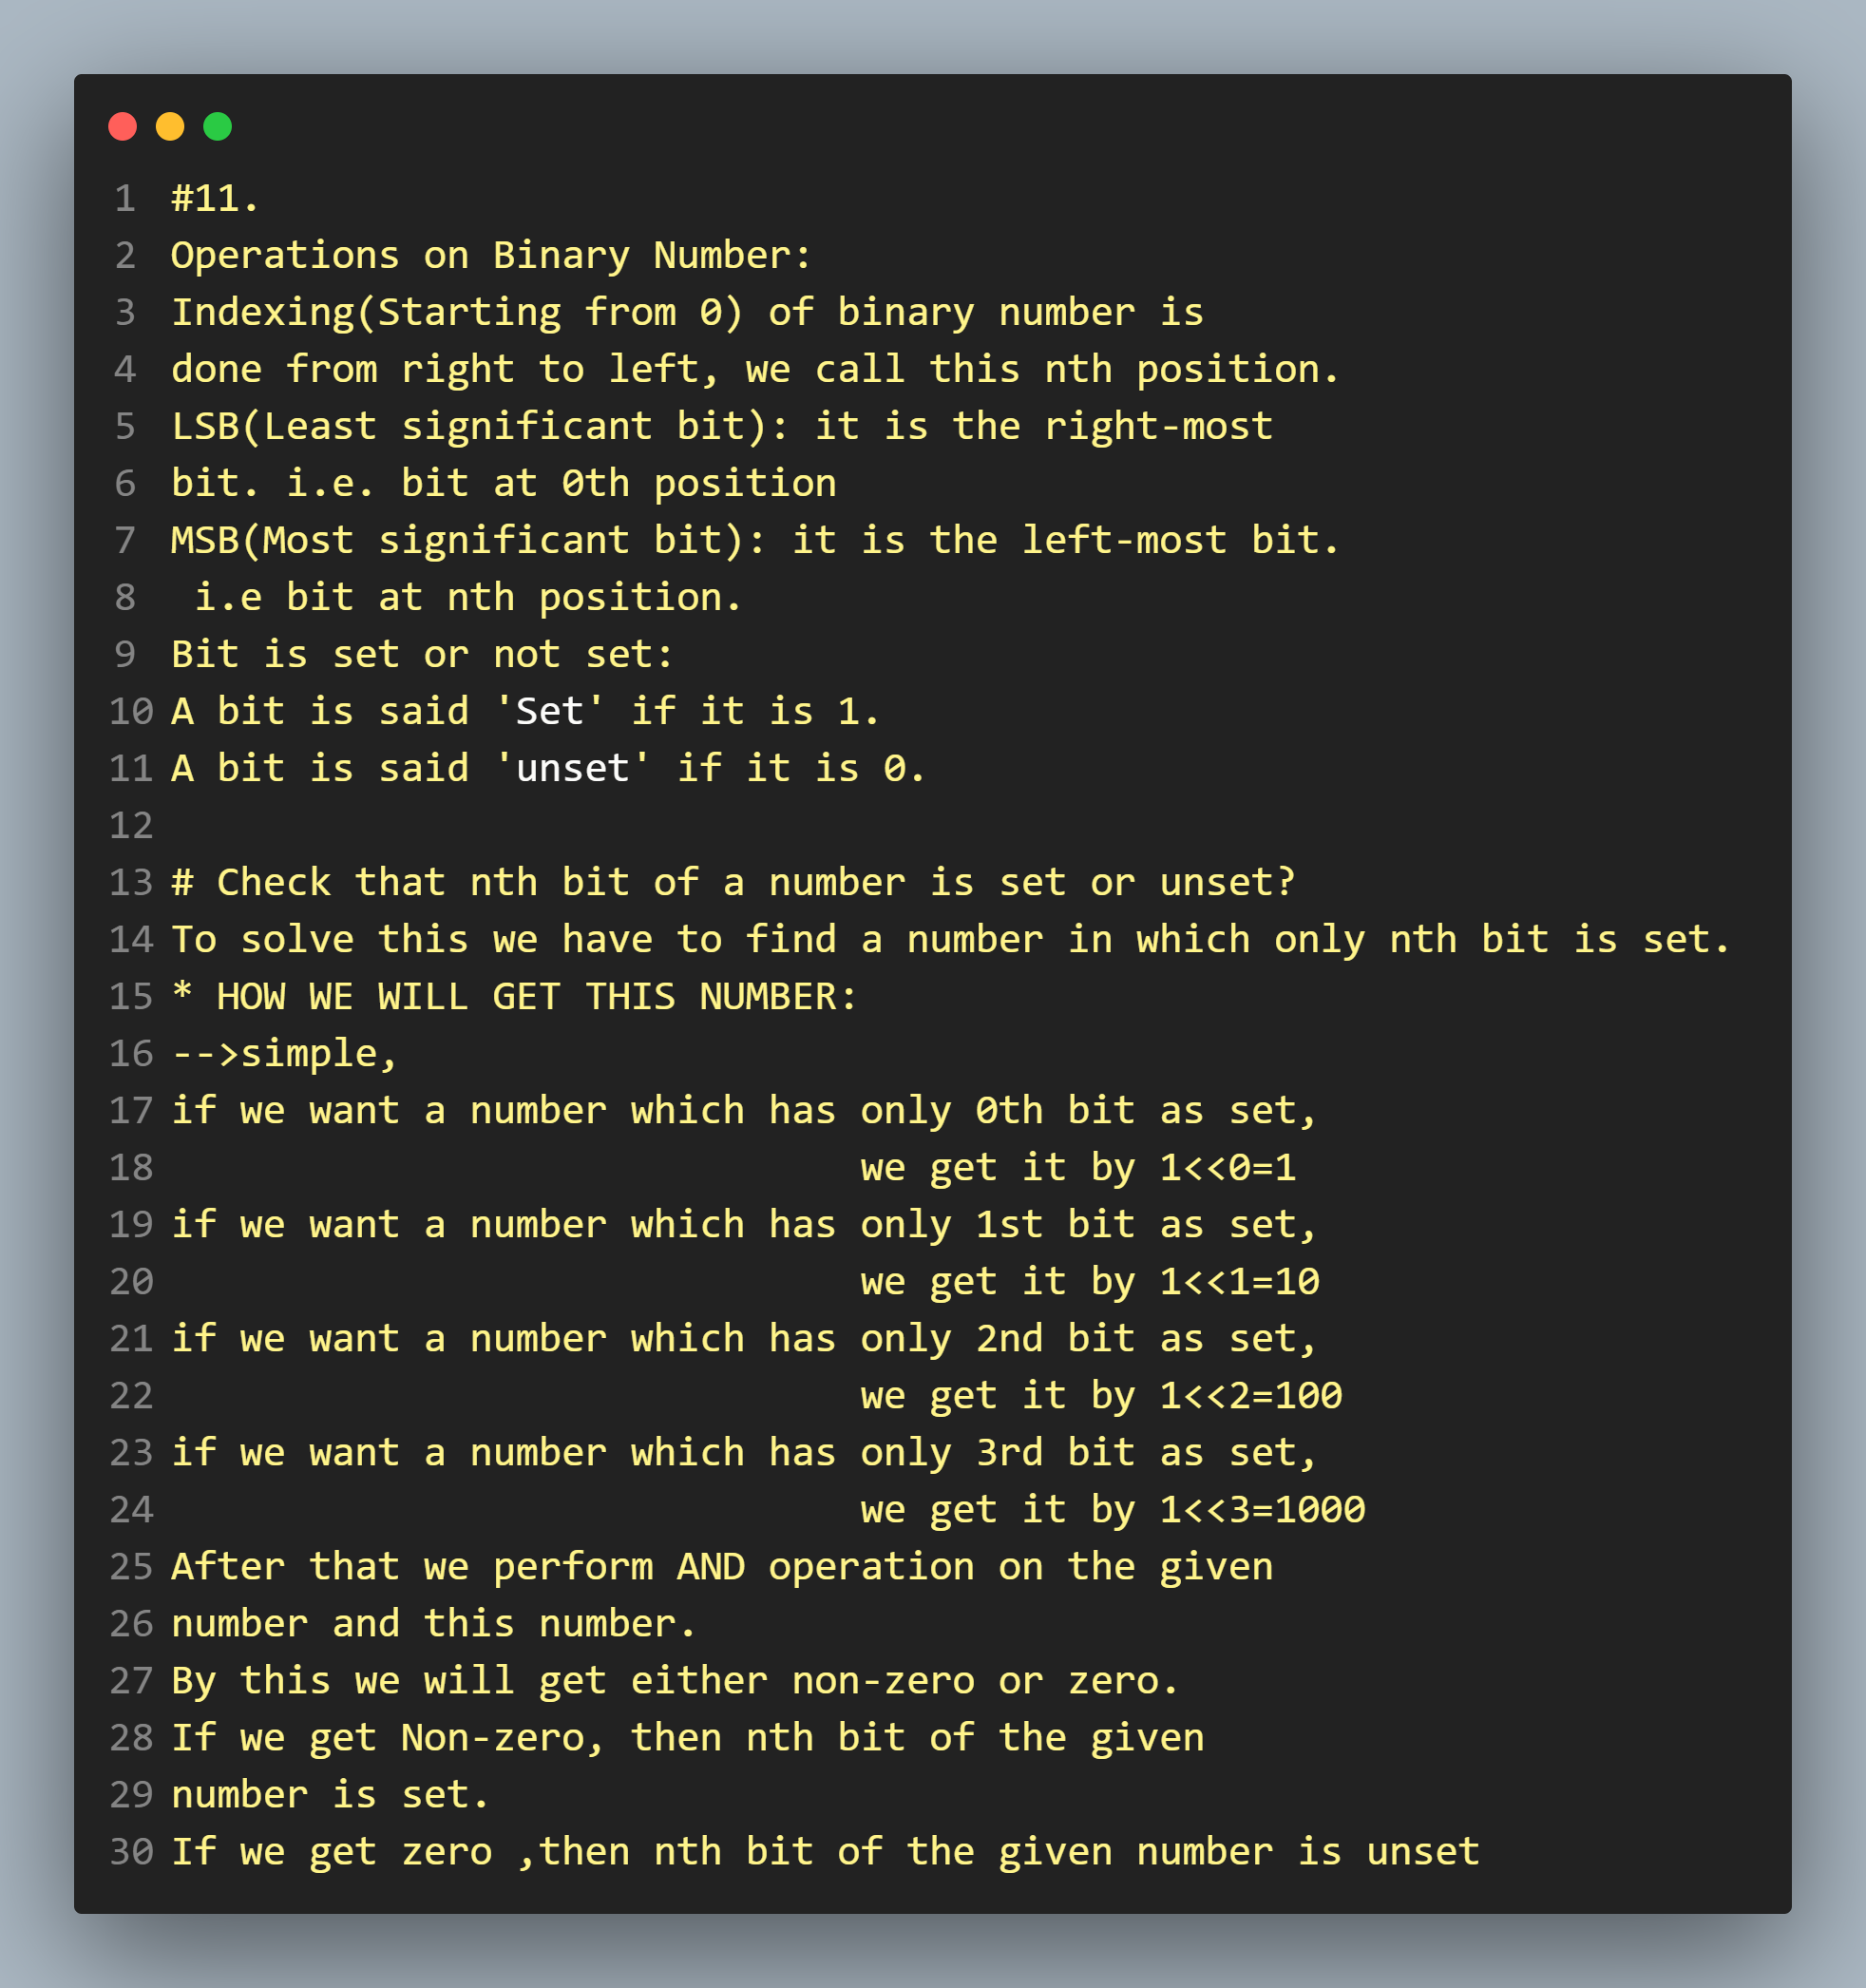 1 #11.
2 Operations on Binary Number:
3 Indexing(Starting from 0) of binary number is
4 done from right to left, we call this nth position.
5 LSB(Least significant bit): it is the right-most
6 bit. i.e. bit at 0th position
7 MSB(Most significant bit): it is the left-most bit.
8  i.e bit at nth position.
9 Bit is set or not set:
10 A bit is said 'Set' if it is 1.
11 A bit is said 'unset' if it is 0.
12
13 # Check that nth bit of a number is set or unset?
14 To solve this we have to find a number in which only nth bit is set.
15 * HOW WE WILL GET THIS NUMBER:
16 -->simple,
17 if we want a number which has only 0th bit as set,
18                               we get it by 1<<0=1
19 if we want a number which has only 1st bit as set,
20                               we get it by 1<<1=10
21 if we want a number which has only 2nd bit as set,
22                               we get it by 1<<2=100
23 if we want a number which has only 3rd bit as set,
24                               we get it by 1<<3=1000
25 After that we perform AND operation on the given
26 number and this number.
27 By this we will get either non-zero or zero.
28 If we get Non-zero, then nth bit of the given
29 number is set.
30 If we get zero ,then nth bit of the given number is unset